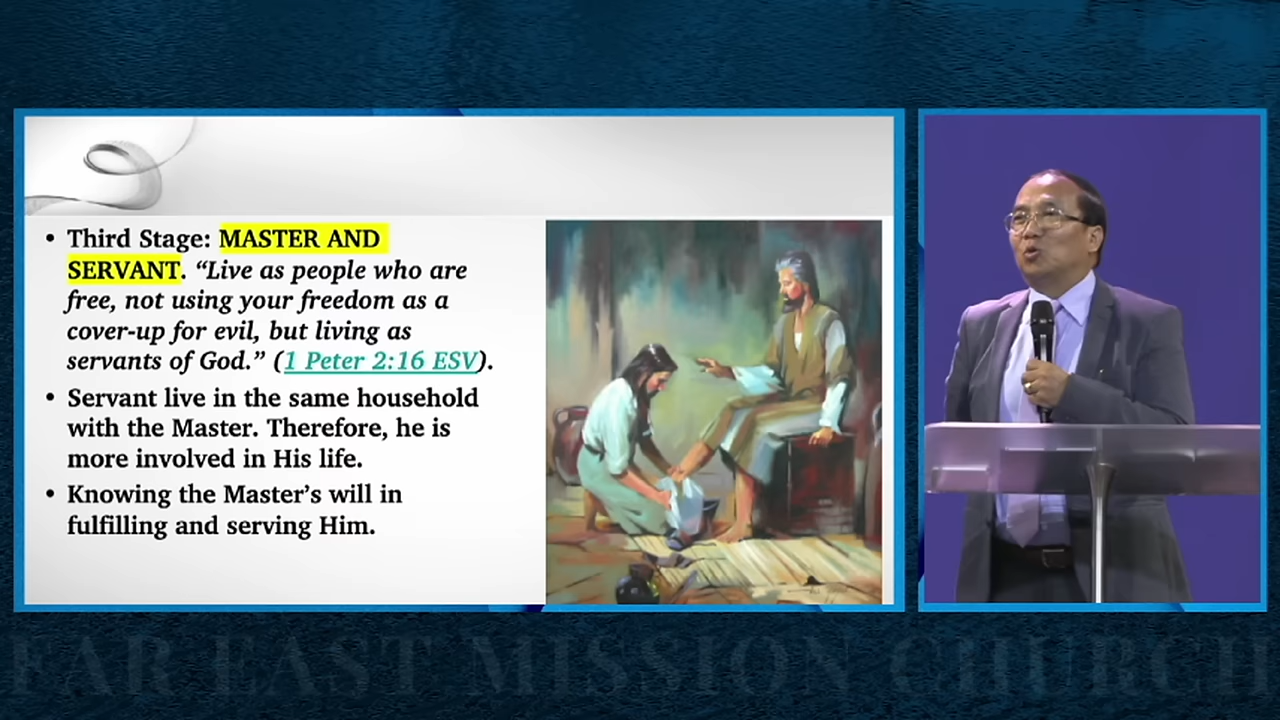 • Third Stage: MASTER AND
SERVANT. “Live as people who are
free, not using your freedom as a
cover-up for evil, but living as
servants of God.” (1 Peter 2:16 ESV).
• Servant live in the same household
with the Master. Therefore, he is
more involved in His life.
• Knowing the Master’s will in
fulfilling and serving Him.
FAR EAST MISSION CHURCH